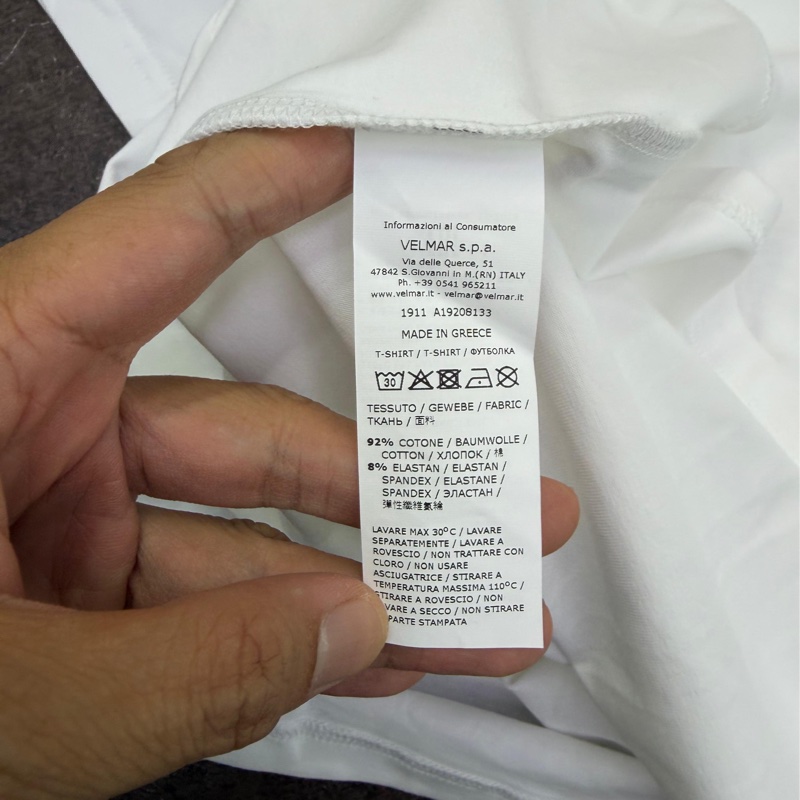 Informazioni al Consumatore
VELMAR s.p.a.
Via delle Querce, 51
47842 S.Giovanni in M.(RN) ITALY
Ph. +39 0541 965211
www.velmar.it - velmar@velmar.it
1911 A19208133
MADE IN GREECE
T-SHIRT / T-SHIRT / ФУТБОЛКА
30
TESSUTO / GEWEBE / FABRIC /
ТКАНЬ / 面料
92% COTONE / BAUMWOLLE /
COTTON / ХЛОПОК / 棉
8% ELASTAN / ELASTAN /
SPANDEX / ELASTANE /
SPANDEX / ЭЛАСТАН /
彈性纖維氨綸
LAVARE MAX 30°C / LAVARE
SEPARATEMENTE / LAVARE A
ROVESCIO / NON TRATTARE CON
CLORO / NON USARE
ASCIUGATRICE / STIRARE A
TEMPERATURA MASSIMA 110°C /
STIRARE A ROVESCIO / NON
VARE A SECCO / NON STIRARE
PARTE STAMPATA